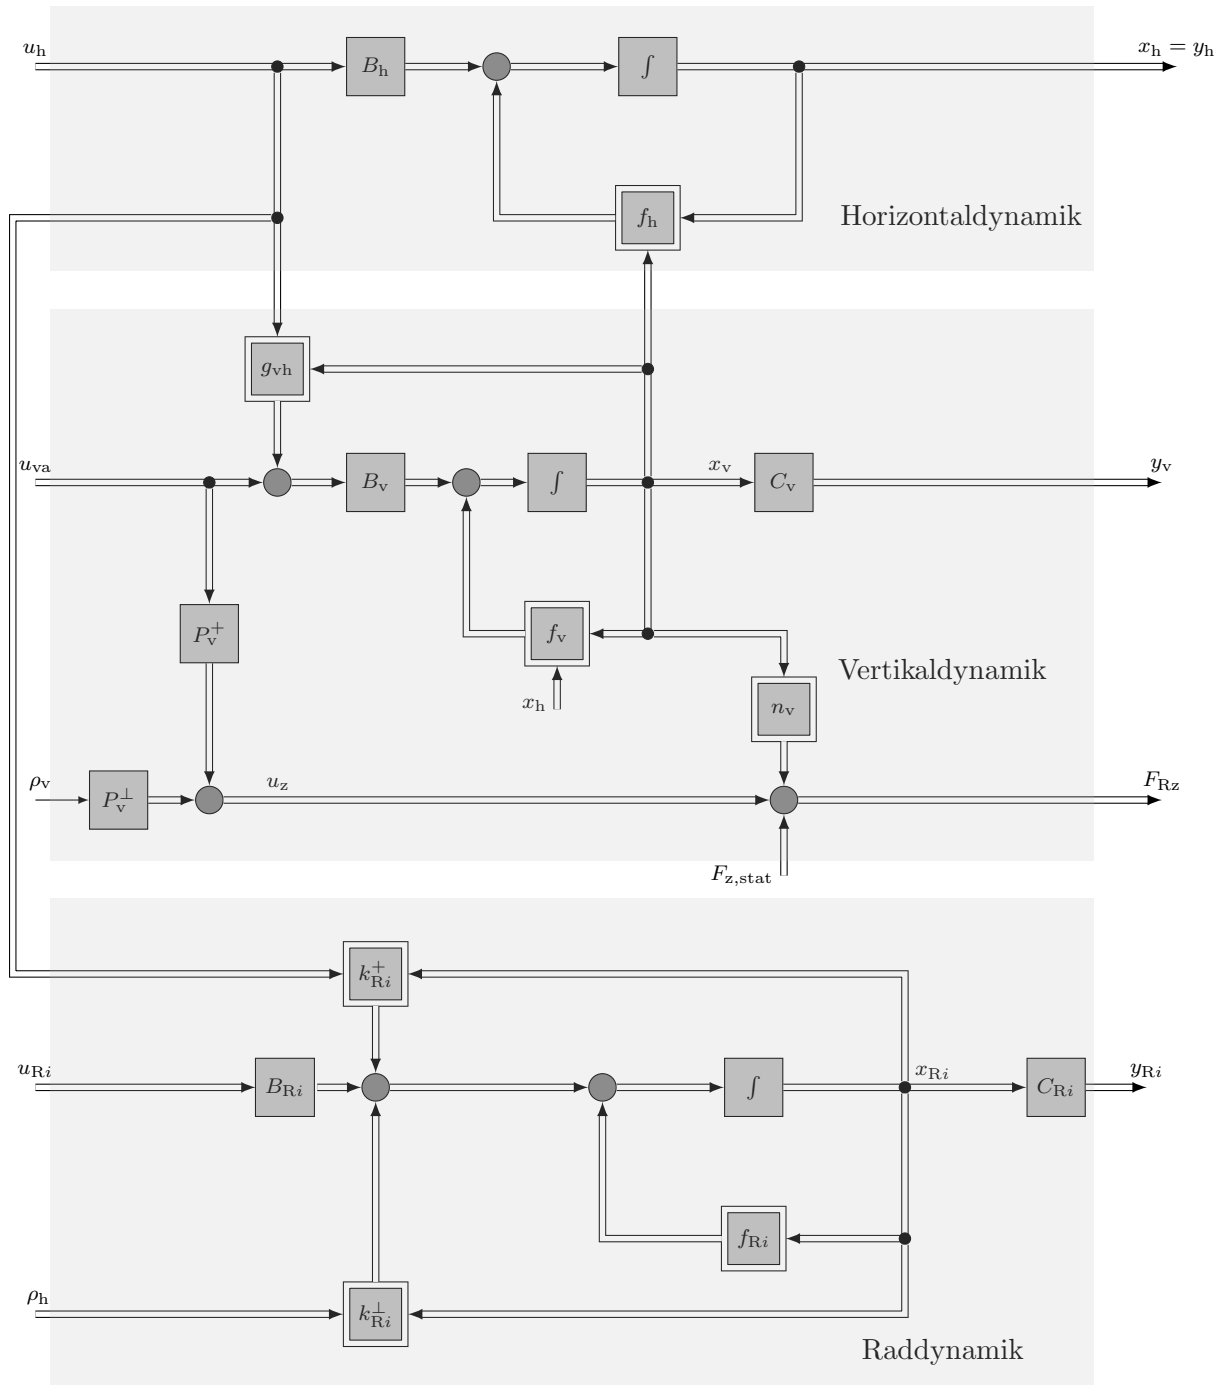 u_h
x_h = y_h
B_h
∫
f_h
Horizontaldynamik
g_vh
u_va
B_v
∫
x_v
C_v
y_v
P_v^+
f_v
x_h
Vertikaldynamik
n_v
ρ_v
P_v^⊥
u_z
F_Rz
F_z,stat
k_Ri^+
u_Ri
B_Ri
∫
x_Ri
C_Ri
y_Ri
f_Ri
ρ_h
k_Ri^⊥
Raddynamik